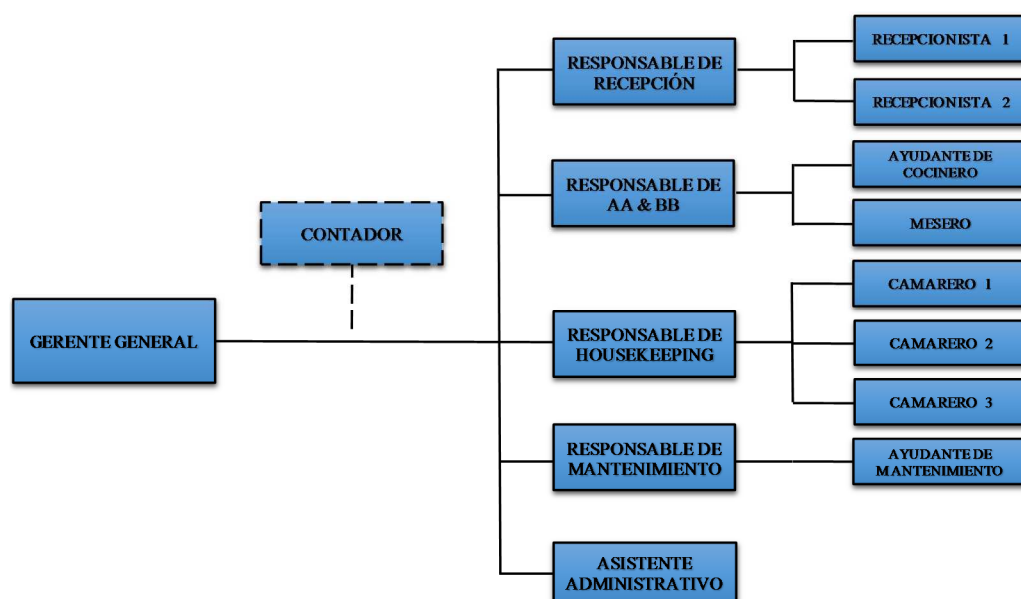 RECEPCIONISTA 1
RESPONSABLE DE
RECEPCIÓN
RECEPCIONISTA 2
AYUDANTE DE
COCINERO
RESPONSABLE DE
AA & BB
MESERO
CONTADOR
CAMARERO 1
GERENTE GENERAL
RESPONSABLE DE
HOUSEKEEPING
CAMARERO 2
CAMARERO 3
RESPONSABLE DE
MANTENIMIENTO
AYUDANTE DE
MANTENIMIENTO
ASISTENTE
ADMINISTRATIVO